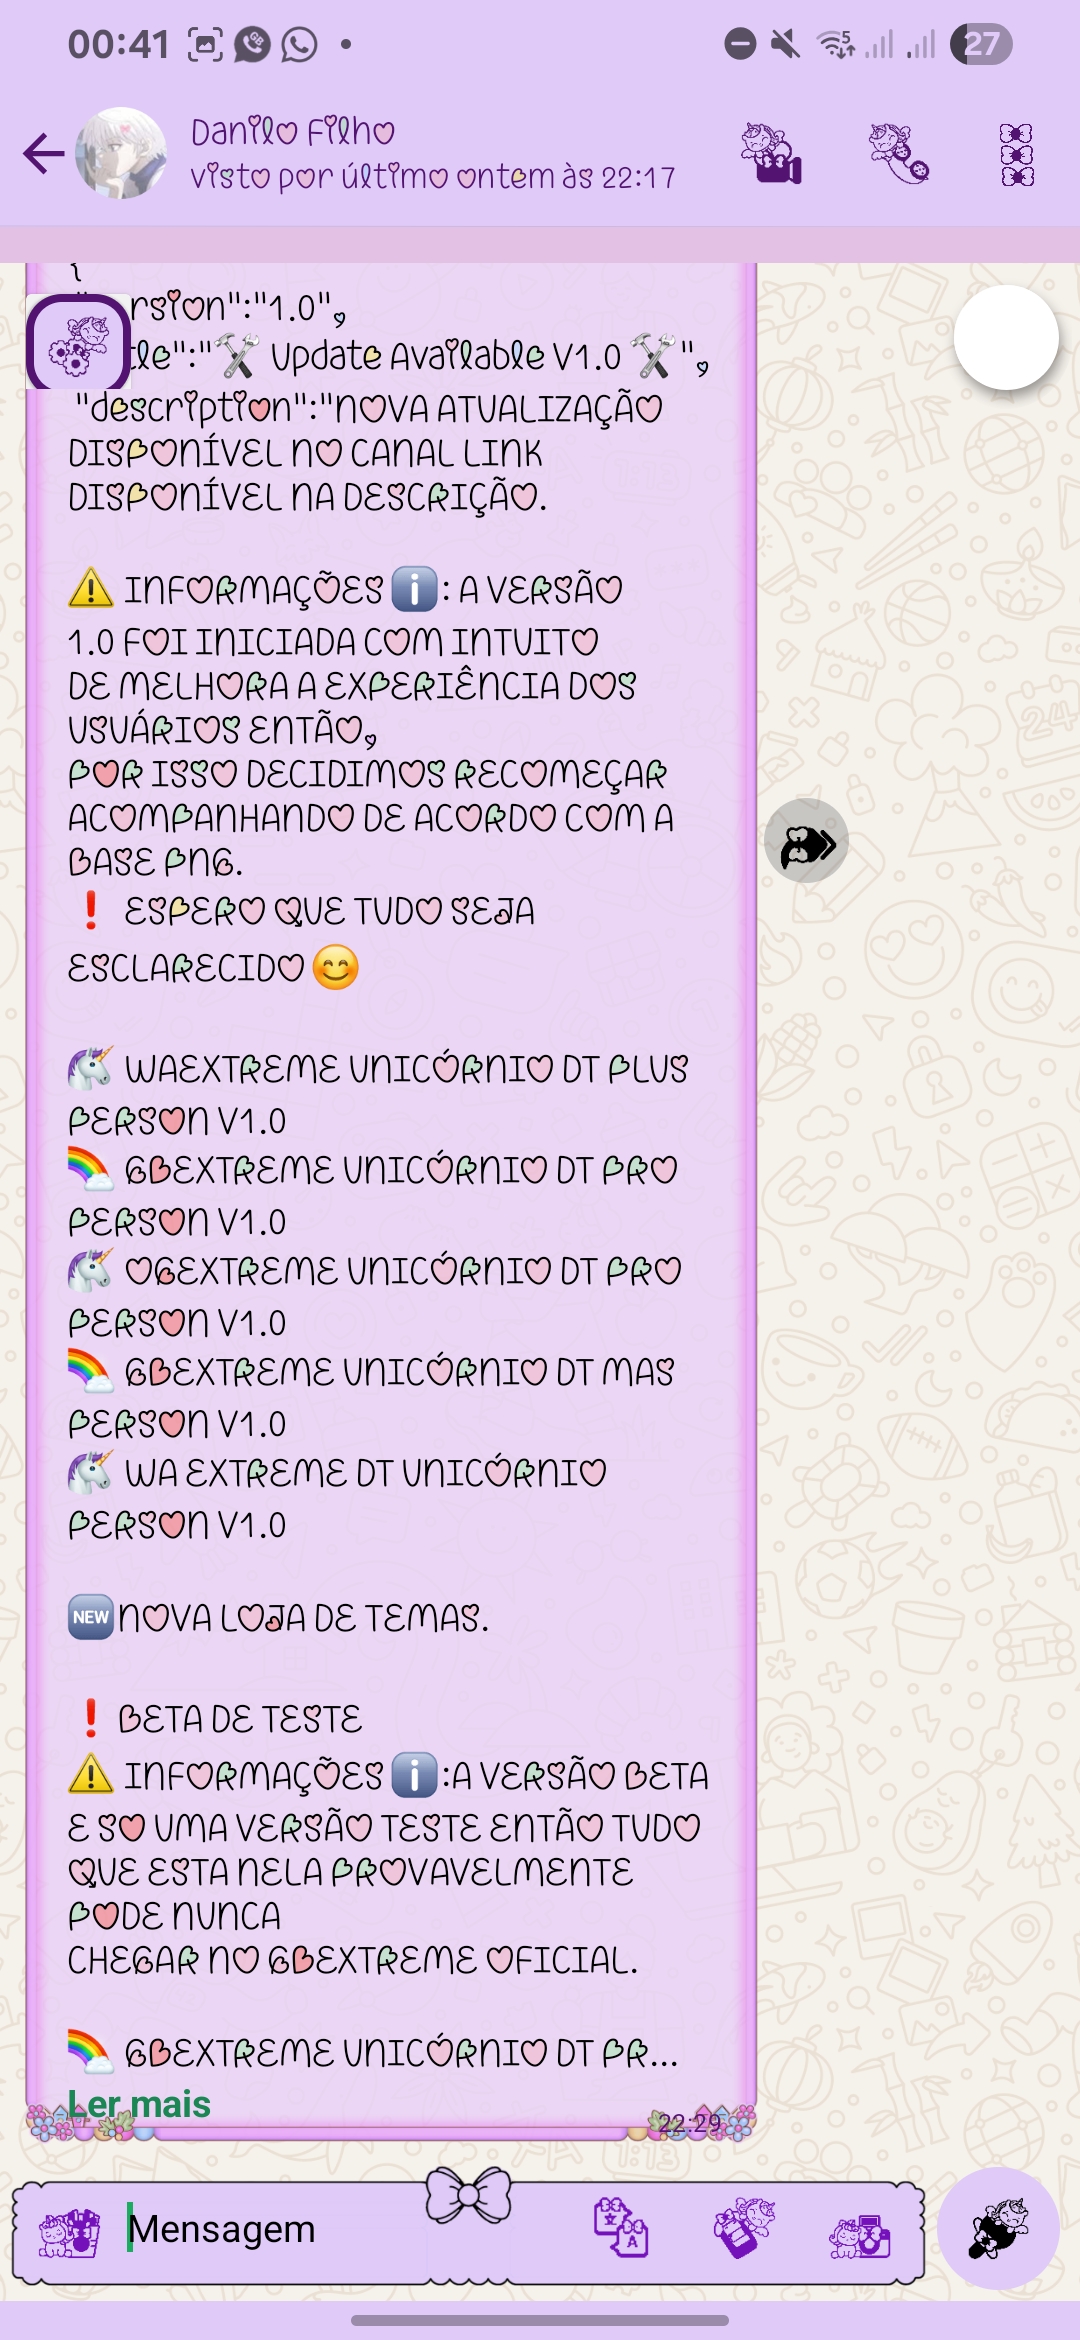 00:41
5
27
Danilo Filho
visto por último ontem às 22:17
{
rsion":"1.0",
tle":"🛠 Update Available V1.0 🛠",
"description":"NOVA ATUALIZAÇÃO
DISPONÍVEL NO CANAL LINK
DISPONÍVEL NA DESCRIÇÃO.
⚠️ INFORMAÇÕES ℹ️: A VERSÃO
1.0 FOI INICIADA COM INTUITO
DE MELHORA A EXPERIÊNCIA DOS
USUÁRIOS ENTÃO,
POR ISSO DECIDIMOS RECOMEÇAR
ACOMPANHANDO DE ACORDO COM A
BASE PNG.
❗ ESPERO QUE TUDO SEJA
ESCLARECIDO 😊
🦄 WAEXTREME UNICÓRNIO DT PLUS
PERSON V1.0
🌈 GBEXTREME UNICÓRNIO DT PRO
PERSON V1.0
🦄 OGEXTREME UNICÓRNIO DT PRO
PERSON V1.0
🌈 GBEXTREME UNICÓRNIO DT MAS
PERSON V1.0
🦄 WA EXTREME DT UNICÓRNIO
PERSON V1.0
🆕NOVA LOJA DE TEMAS.
❗BETA DE TESTE
⚠️ INFORMAÇÕES ℹ️:A VERSÃO BETA
E SO UMA VERSÃO TESTE ENTÃO TUDO
QUE ESTA NELA PROVAVELMENTE
PODE NUNCA
CHEGAR NO GBEXTREME OFICIAL.
🌈 GBEXTREME UNICÓRNIO DT PR...
Ler mais
22:29
Mensagem